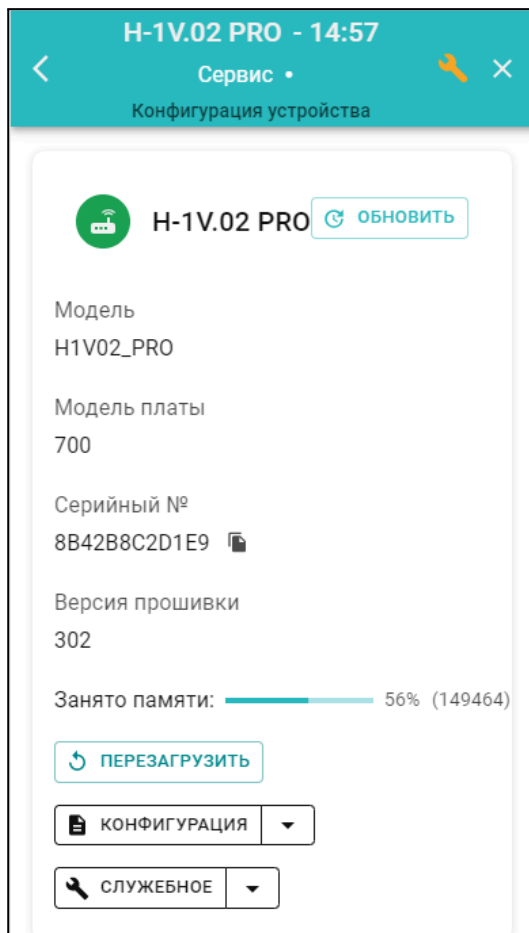 H-1V.02 PRO - 14:57
Сервис •
Конфигурация устройства
H-1V.02 PRO
ОБНОВИТЬ
Модель
H1V02_PRO
Модель платы
700
Серийный №
8B42B8C2D1E9
Версия прошивки
302
Занято памяти: 56% (149464)
ПЕРЕЗАГРУЗИТЬ
КОНФИГУРАЦИЯ
СЛУЖЕБНОЕ